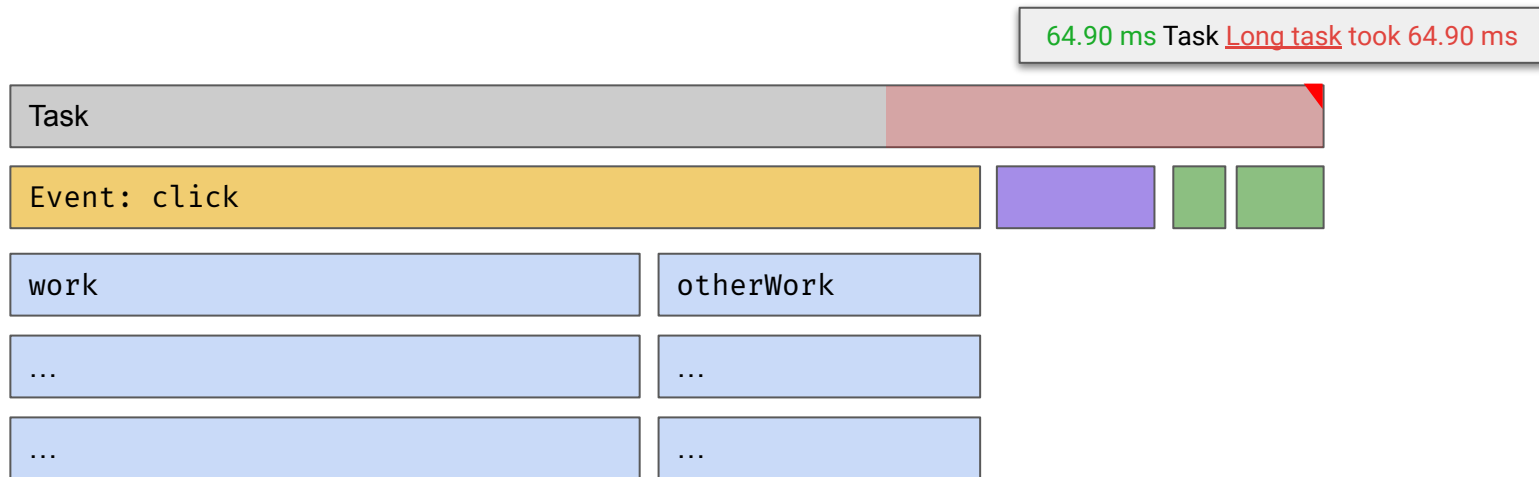 64.90 ms Task Long task took 64.90 ms
Task
Event: click
work
otherWork
...
...
...
...